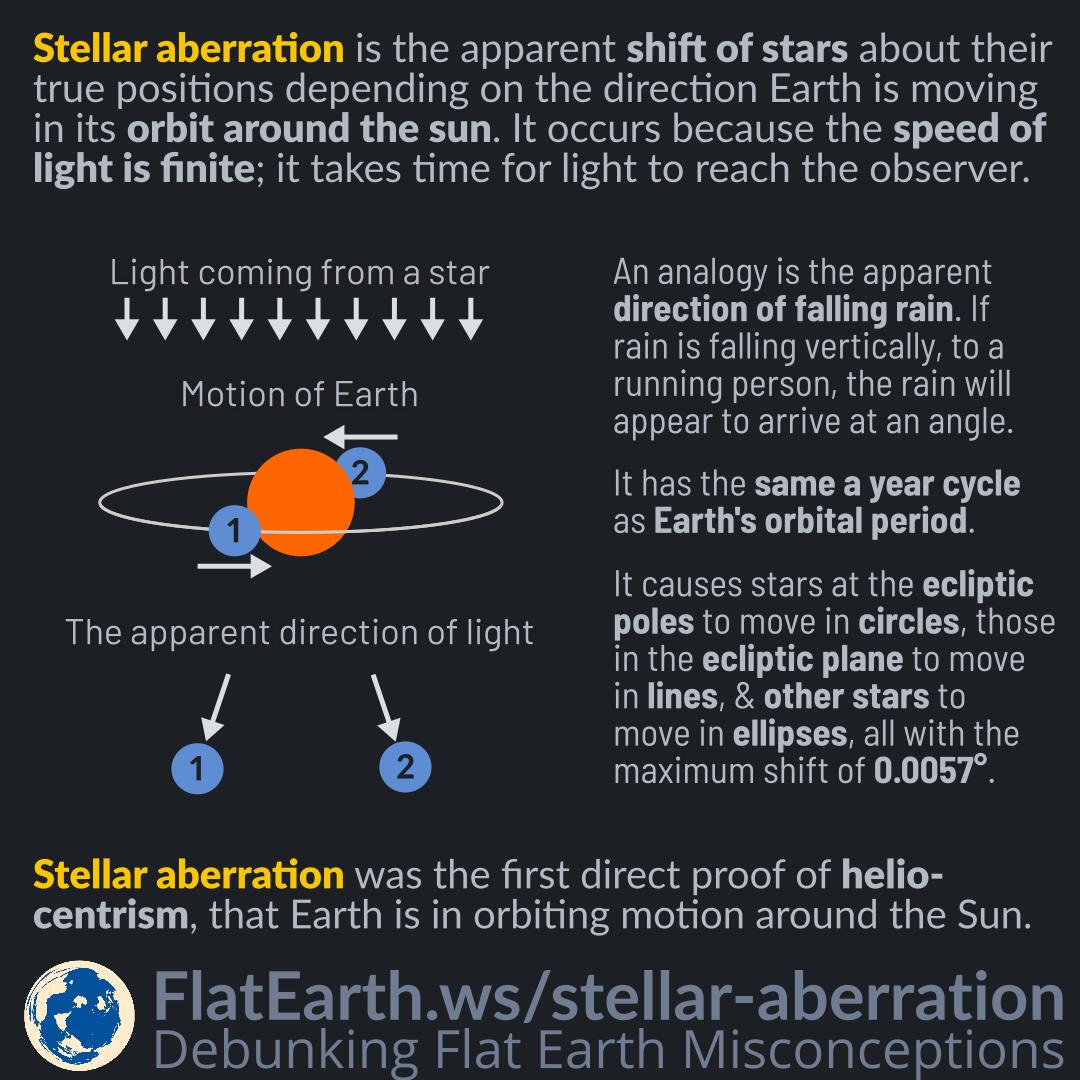 Stellar aberration is the apparent shift of stars about their
true positions depending on the direction Earth is moving
in its orbit around the sun. It occurs because the speed of
light is finite; it takes time for light to reach the observer.
Light coming from a star
Motion of Earth
2
1
The apparent direction of light
1
2
An analogy is the apparent
direction of falling rain. If
rain is falling vertically, to a
running person, the rain will
appear to arrive at an angle.
It has the same a year cycle
as Earth's orbital period.
It causes stars at the ecliptic
poles to move in circles, those
in the ecliptic plane to move
in lines, & other stars to
move in ellipses, all with the
maximum shift of 0.0057°.
Stellar aberration was the first direct proof of helio-
centrism, that Earth is in orbiting motion around the Sun.
FlatEarth.ws/stellar-aberration
Debunking Flat Earth Misconceptions